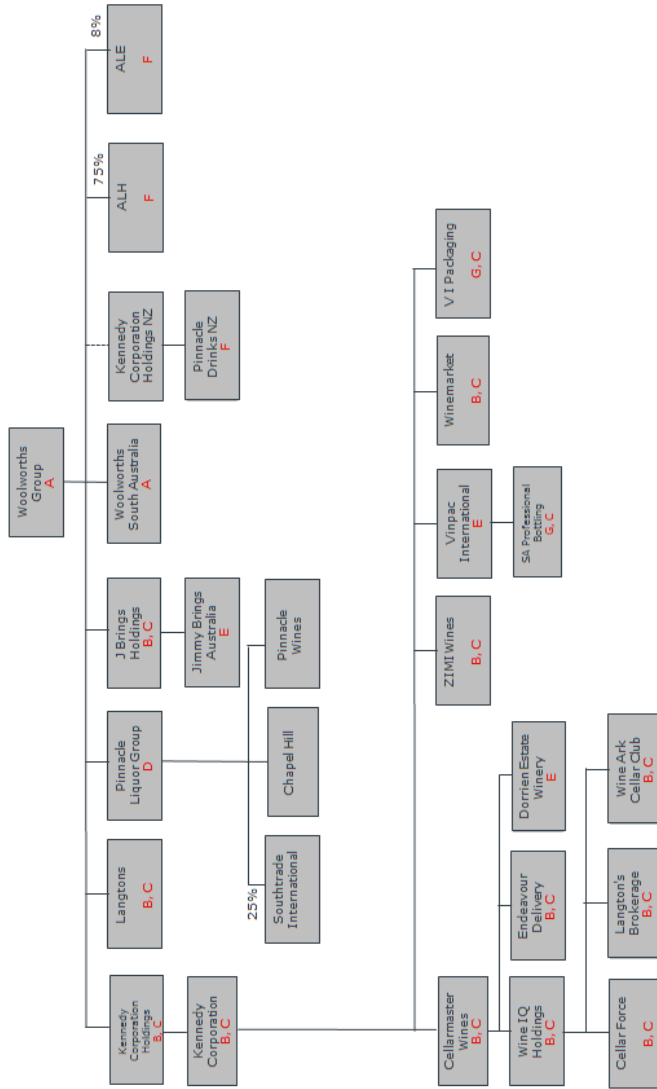 Woolworths
Group
A
Kennedy
Corporation
Holdings
B, C
Langtons
B, C
Pinnacle
Liquor Group
D
J Brings
Holdings
B, C
Woolworths
South Australia
A
Kennedy
Corporation
Holdings NZ
75%
ALH
F
8%
ALE
F
Kennedy
Corporation
B, C
Jimmy Brings
Australia
E
Pinnacle
Drinks NZ
F
25%
Southtrade
International
Chapel Hill
Pinnacle
Wines
Cellarmaster
Wines
B, C
ZIMI Wines
B, C
Vinpac
International
E
Winemarket
B, C
V I Packaging
G, C
Wine IQ
Holdings
B, C
Endeavour
Delivery
B, C
Dorrien Estate
Winery
E
SA Professional
Bottling
G, C
Cellar Force
B, C
Langton's
Brokerage
B, C
Wine Ark
Cellar Club
B, C